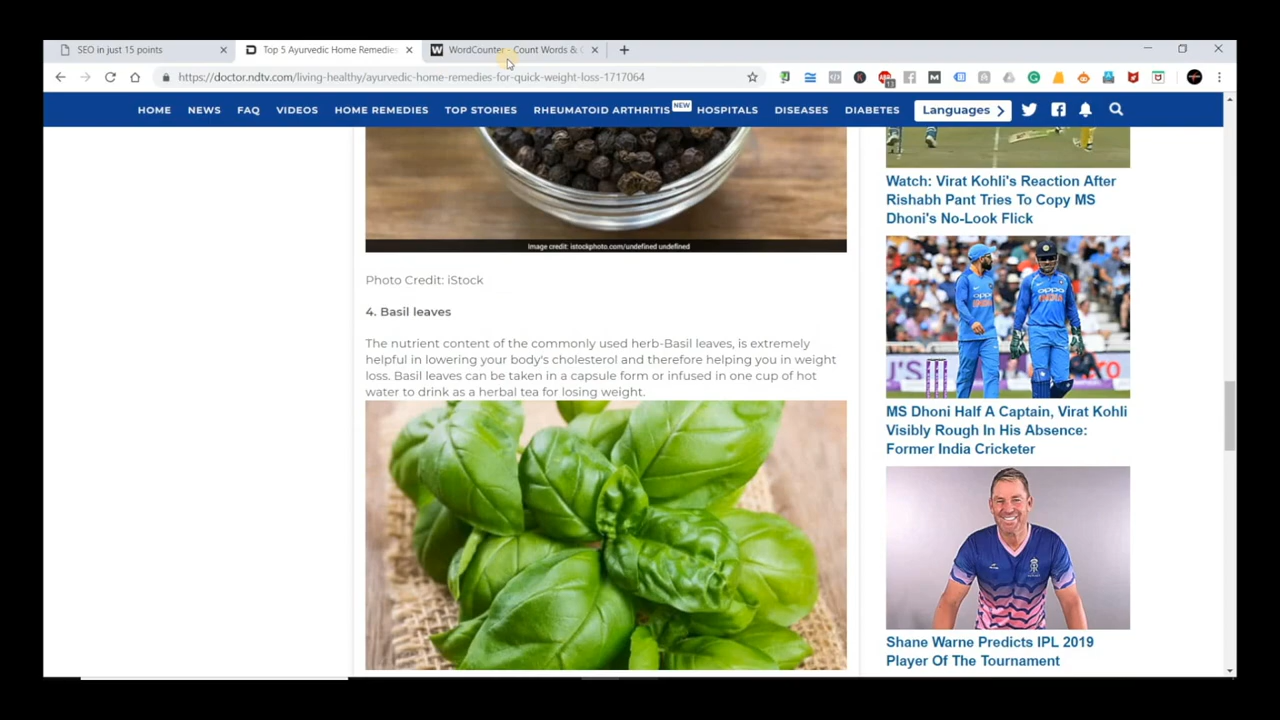 SEO in just 15 points
Top 5 Ayurvedic Home Remedies
WordCounter - Count Words &
https://doctor.ndtv.com/living-healthy/ayurvedic-home-remedies-for-quick-weight-loss-1717064
HOME NEWS FAQ VIDEOS HOME REMEDIES TOP STORIES RHEUMATOID ARTHRITIS NEW HOSPITALS DISEASES DIABETES Languages
Image credit: istockphoto.com/undefined undefined
Photo Credit: iStock
4. Basil leaves
The nutrient content of the commonly used herb-Basil leaves, is extremely
helpful in lowering your body's cholesterol and therefore helping you in weight
loss. Basil leaves can be taken in a capsule form or infused in one cup of hot
water to drink as a herbal tea for losing weight.
Watch: Virat Kohli's Reaction After
Rishabh Pant Tries To Copy MS
Dhoni's No-Look Flick
oppo
INDIA
oppo
INDIA
MS Dhoni Half A Captain, Virat Kohli
Visibly Rough In His Absence:
Former India Cricketer
Shane Warne Predicts IPL 2019
Player Of The Tournament